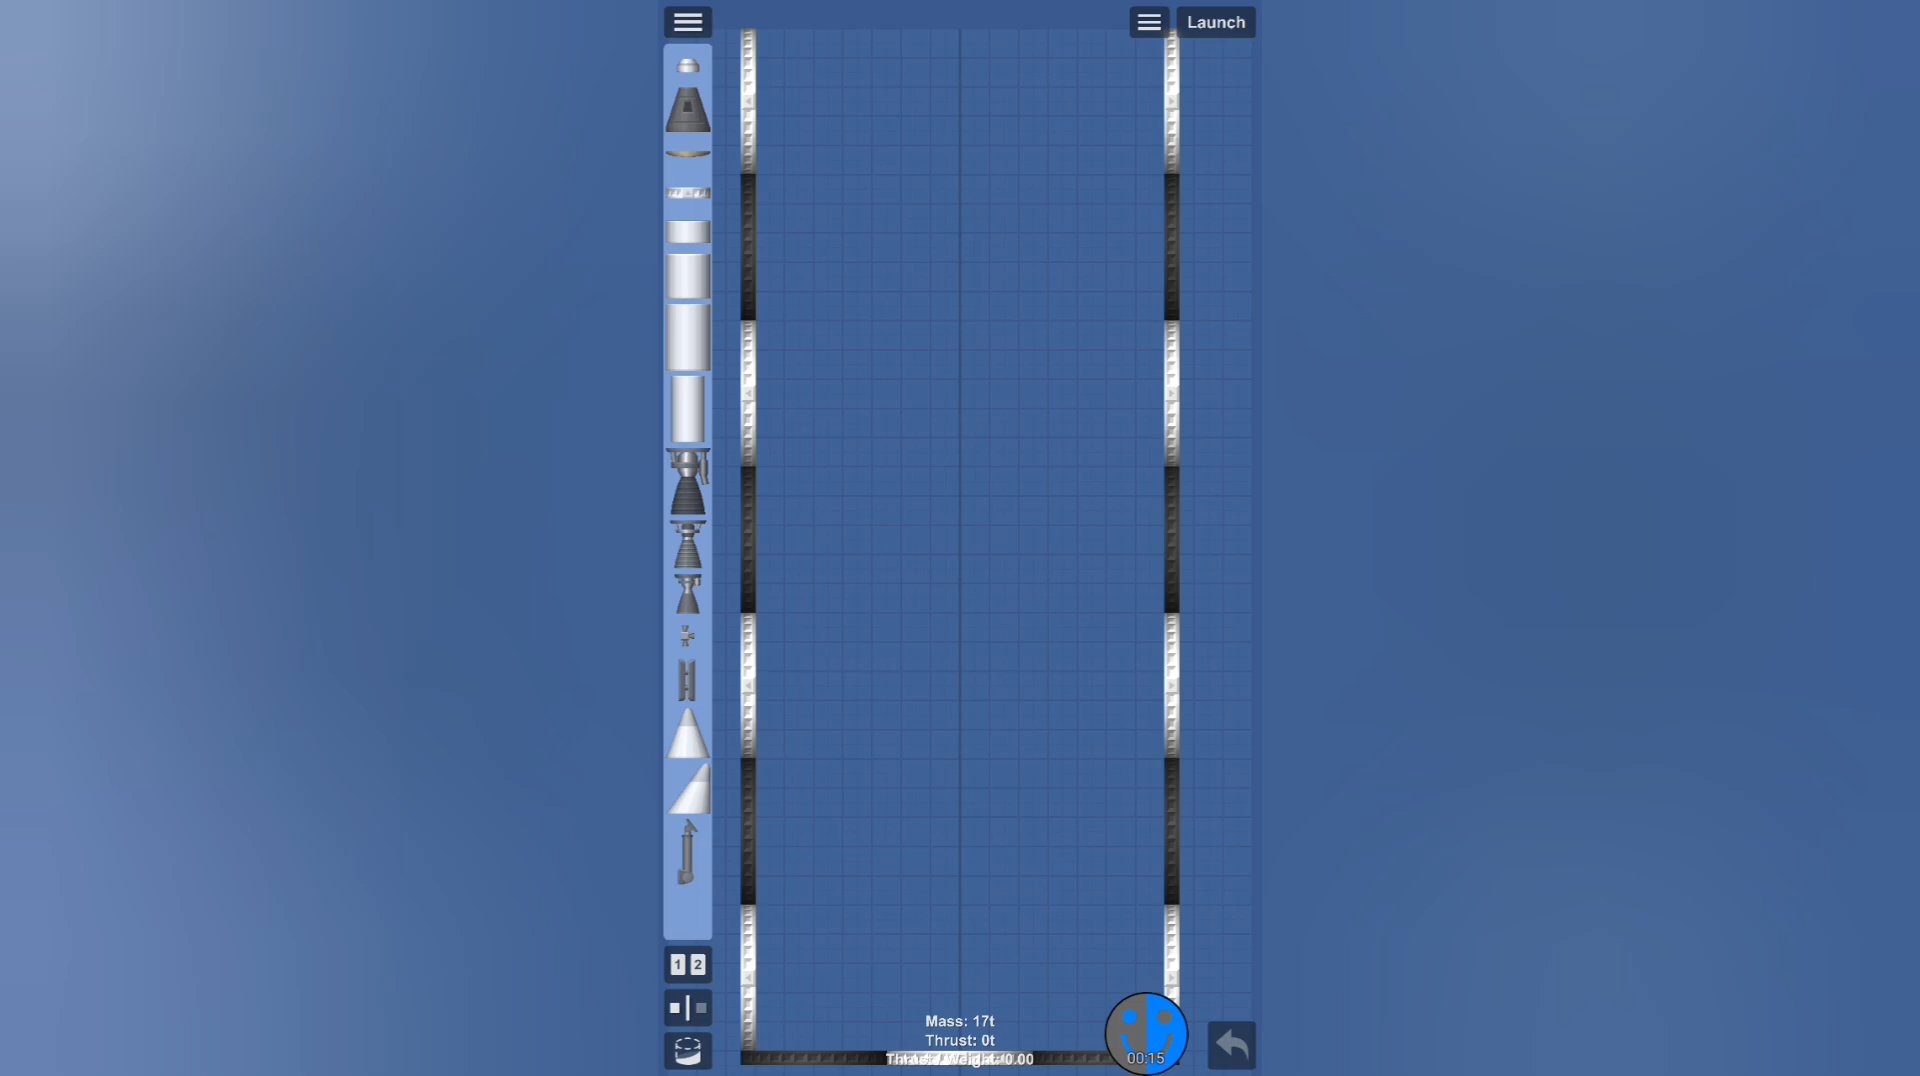 Launch
1 2
Mass: 17t
Thrust: 0t
Thrust / Weight: 0.00
00:15